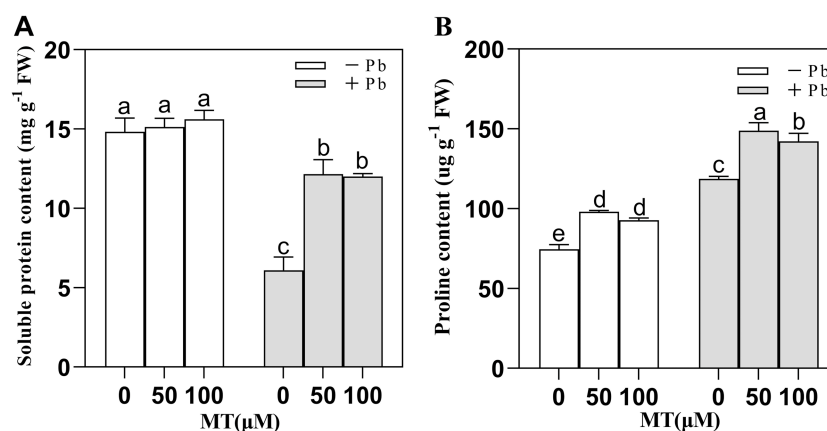 A
Soluble protein content (mg g⁻¹ FW)
20
15
10
5
0
− Pb
+ Pb
a a a
c b b
0 50 100 0 50 100
MT(μM)
B
Proline content (ug g⁻¹ FW)
200
150
100
50
0
− Pb
+ Pb
e d d
c a b
0 50 100 0 50 100
MT(μM)